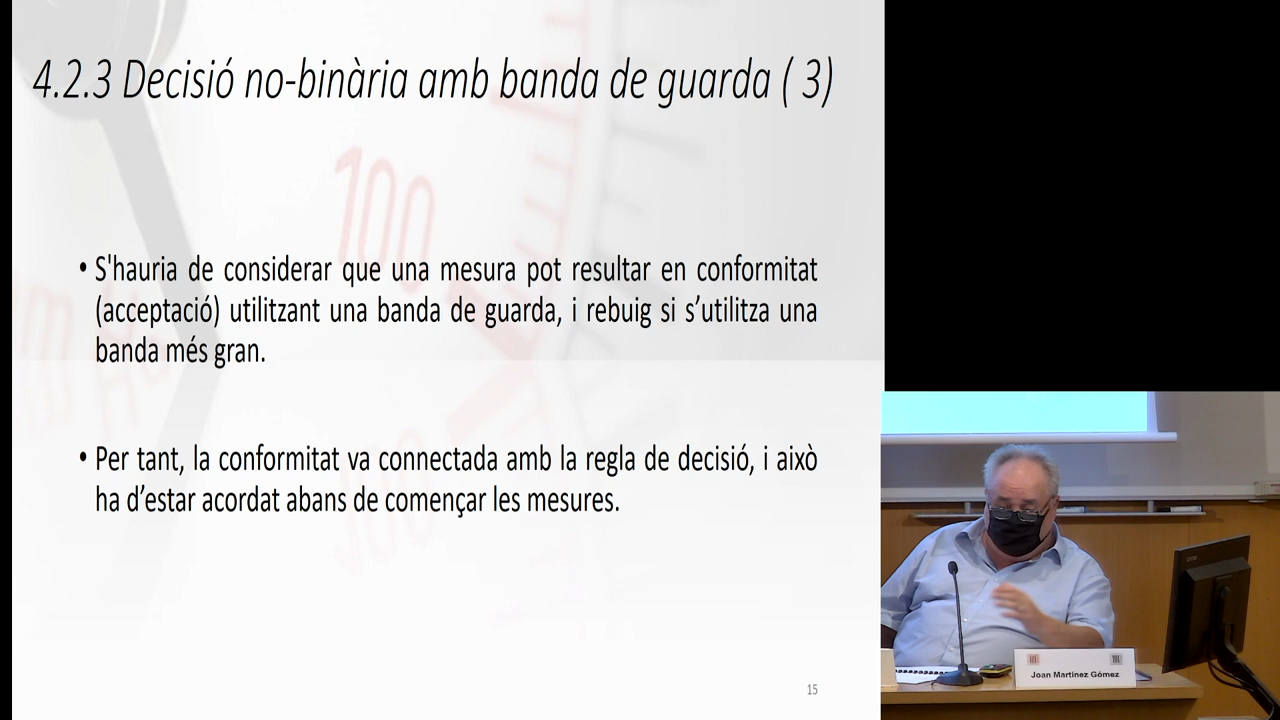 4.2.3 Decisió no-binària amb banda de guarda ( 3)
100
• S'hauria de considerar que una mesura pot resultar en conformitat
(acceptació) utilitzant una banda de guarda, i rebuig si s’utilitza una
banda més gran.
• Per tant, la conformitat va connectada amb la regla de decisió, i això
ha d’estar acordat abans de començar les mesures.
15
Joan Martínez Gómez